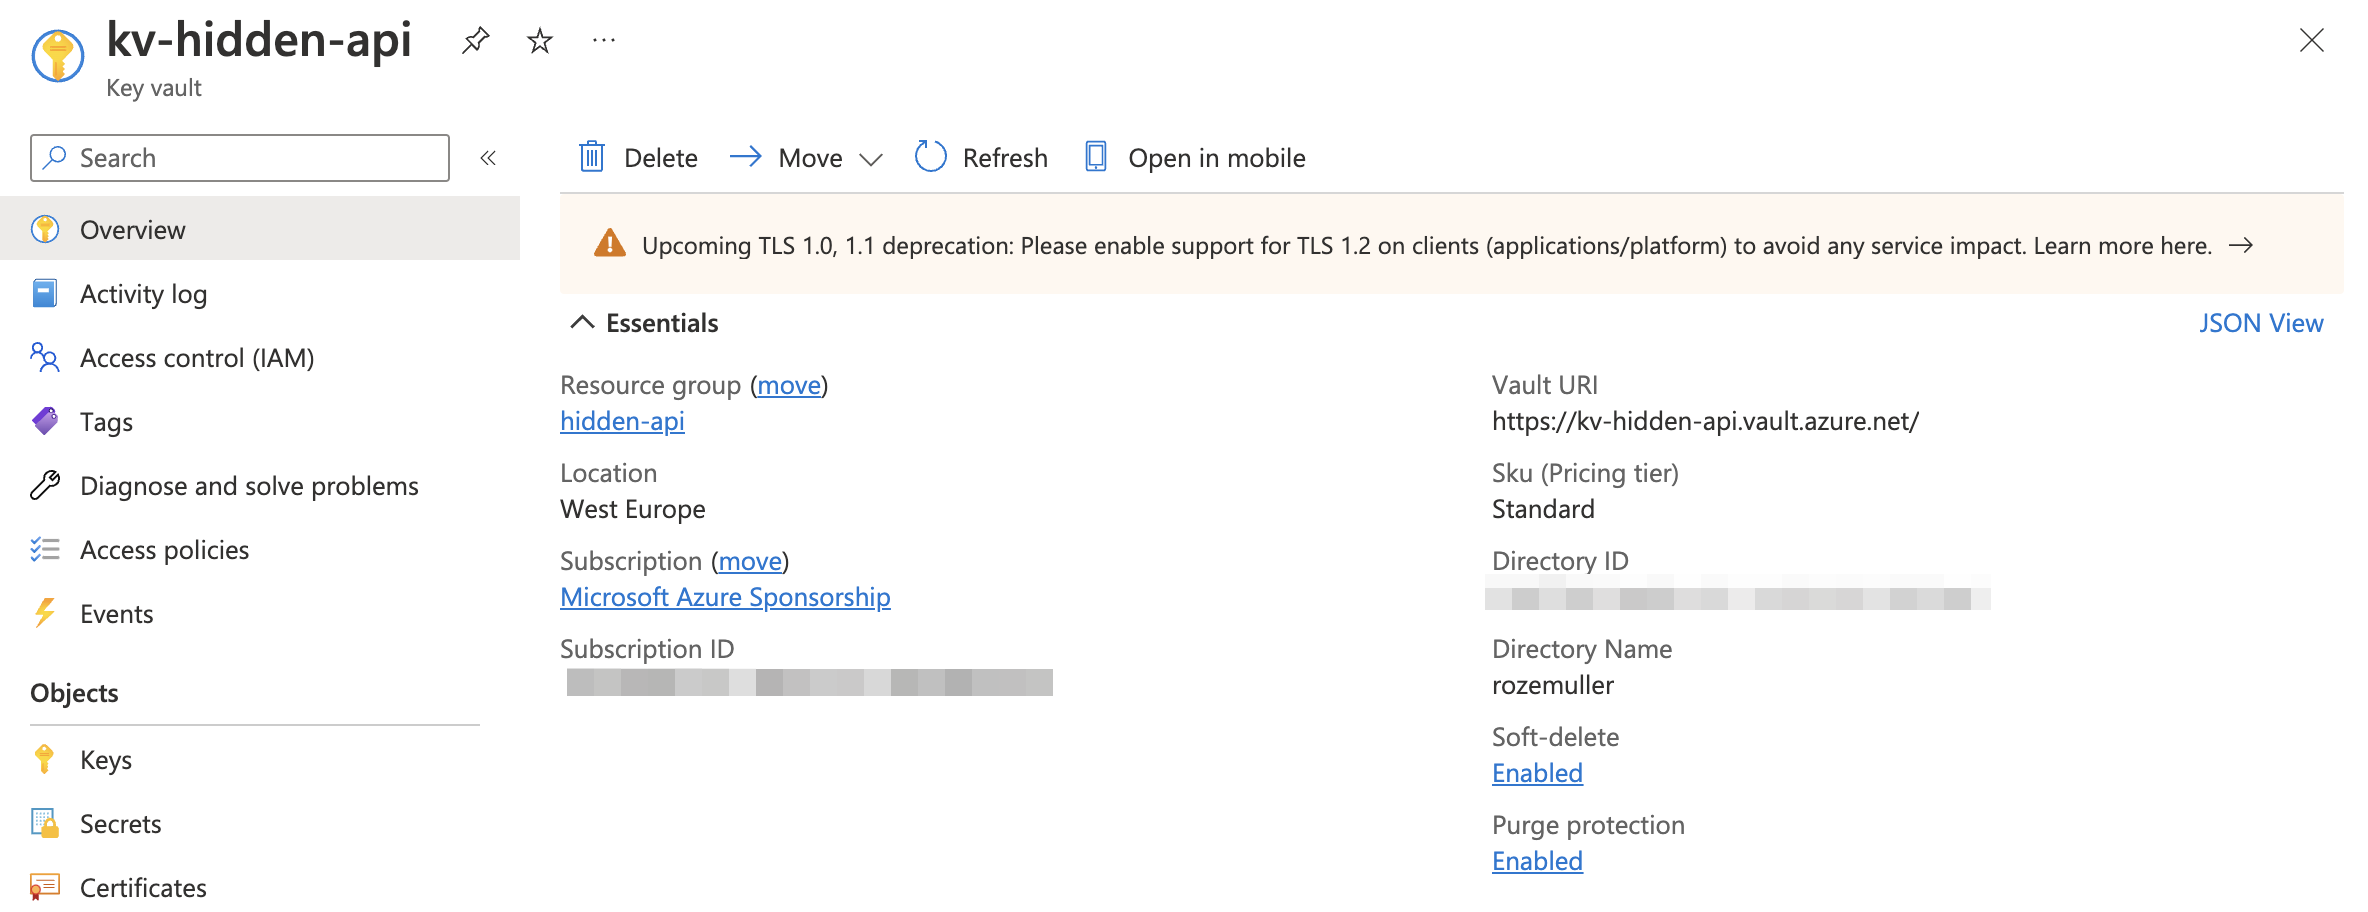 kv-hidden-api
Key vault
Search
Overview
Activity log
Access control (IAM)
Tags
Diagnose and solve problems
Access policies
Events
Objects
Keys
Secrets
Certificates
Delete
Move
Refresh
Open in mobile
Upcoming TLS 1.0, 1.1 deprecation: Please enable support for TLS 1.2 on clients (applications/platform) to avoid any service impact. Learn more here.
Essentials
JSON View
Resource group (move)
hidden-api
Location
West Europe
Subscription (move)
Microsoft Azure Sponsorship
Subscription ID
Vault URI
https://kv-hidden-api.vault.azure.net/
Sku (Pricing tier)
Standard
Directory ID
Directory Name
rozemuller
Soft-delete
Enabled
Purge protection
Enabled